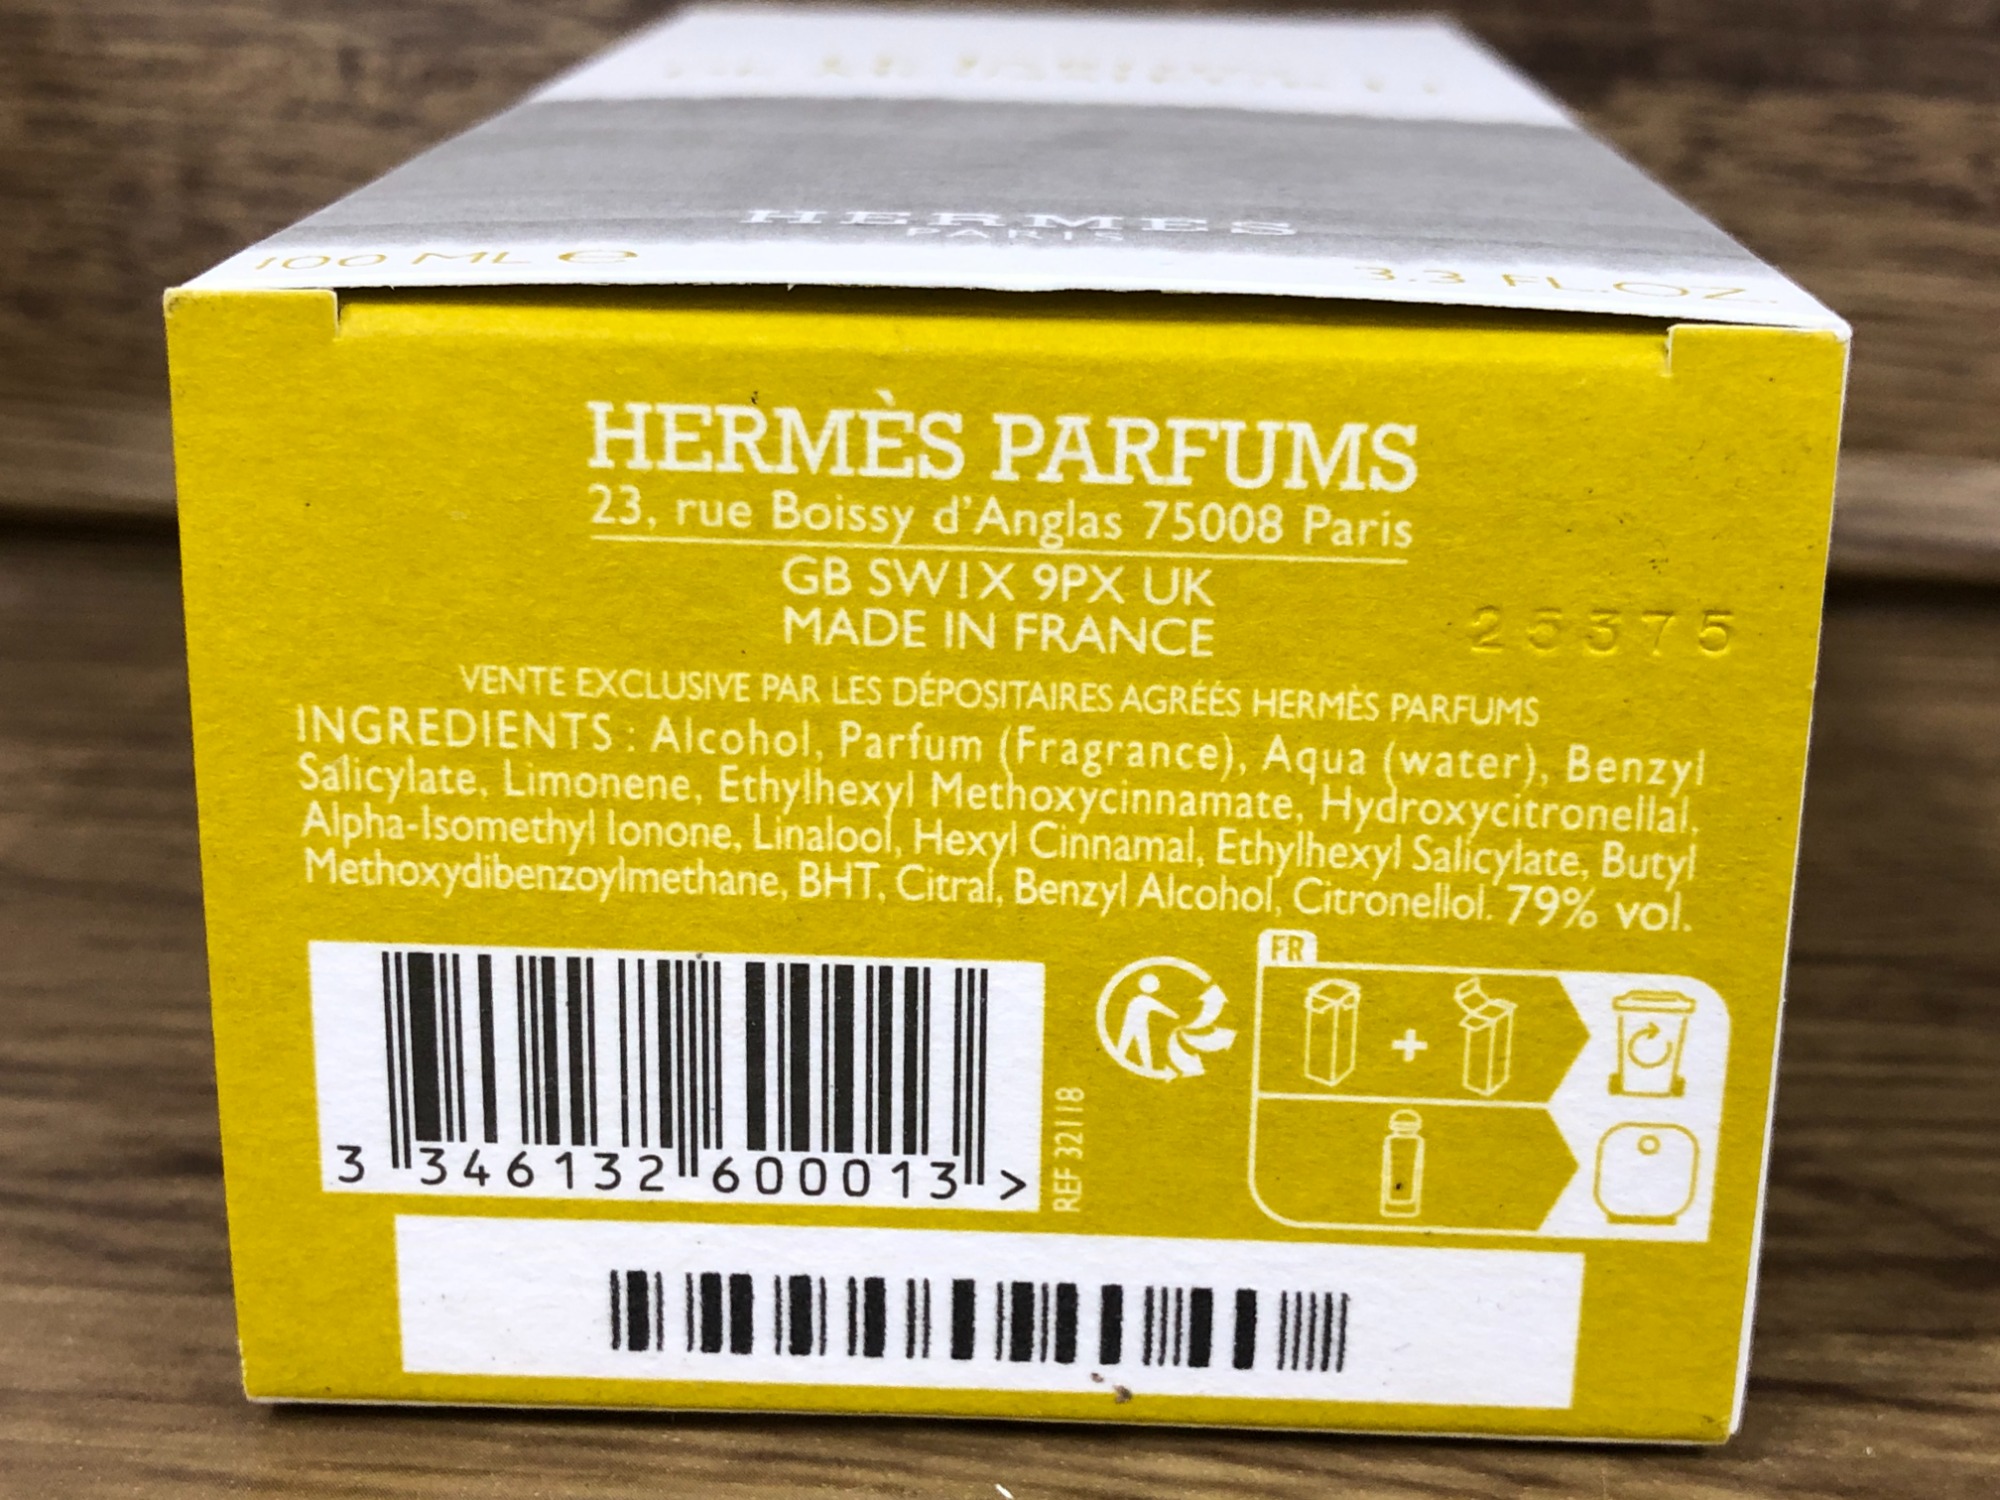 HERMES
PARIS
100 ML e
3.3 FL.OZ.
HERMÈS PARFUMS
23, rue Boissy d'Anglas 75008 Paris
GB SW1X 9PX UK
MADE IN FRANCE
25375
VENTE EXCLUSIVE PAR LES DÉPOSITAIRES AGRÉÉS HERMÈS PARFUMS
INGREDIENTS : Alcohol, Parfum (Fragrance), Aqua (water), Benzyl
Salicylate, Limonene, Ethylhexyl Methoxycinnamate, Hydroxycitronellal,
Alpha-Isomethyl Ionone, Linalool, Hexyl Cinnamal, Ethylhexyl Salicylate, Butyl
Methoxydibenzoylmethane, BHT, Citral, Benzyl Alcohol, Citronellol. 79% vol.
FR
+
3 346132 600013 >
REF 32118